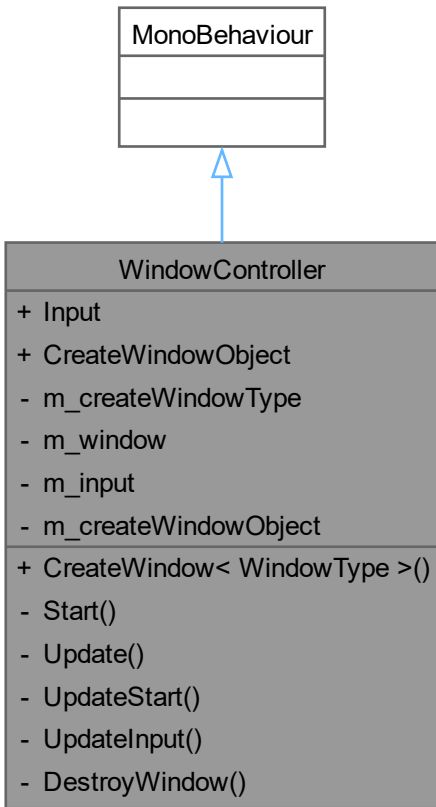 MonoBehaviour
WindowController
+ Input
+ CreateWindowObject
- m_createWindowType
- m_window
- m_input
- m_createWindowObject
+ CreateWindow< WindowType >()
- Start()
- Update()
- UpdateStart()
- UpdateInput()
- DestroyWindow()